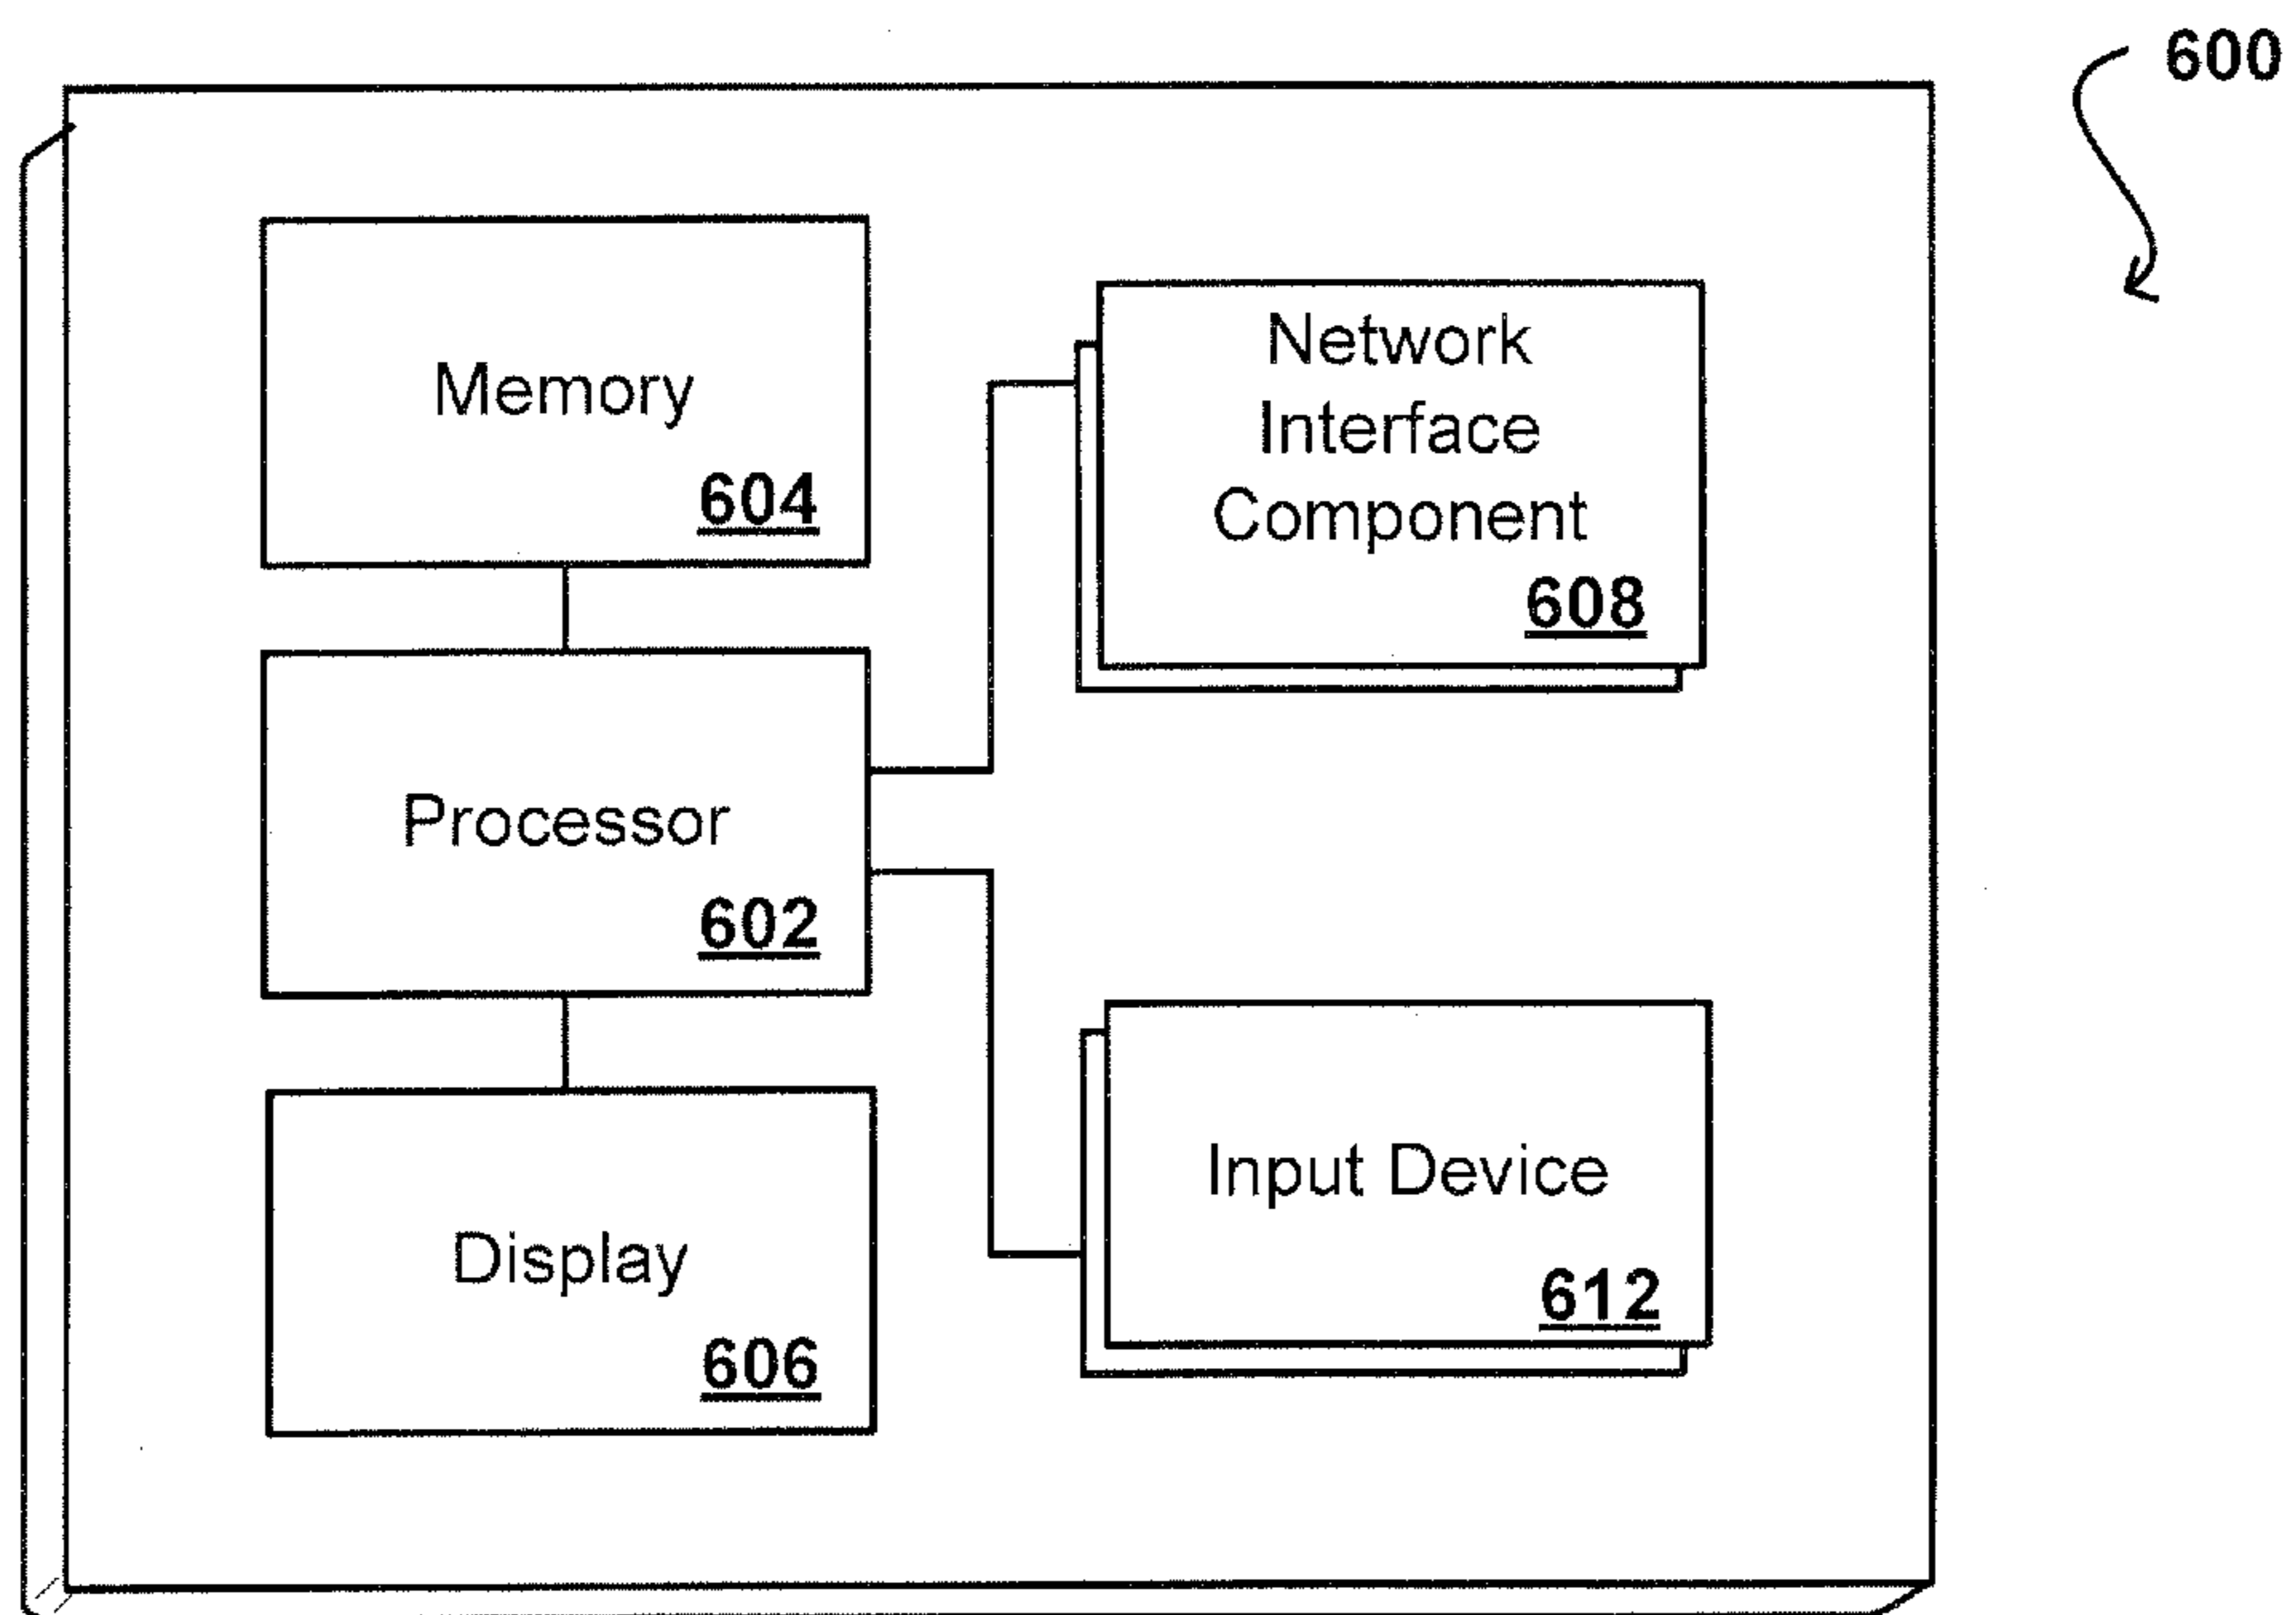 600
Memory
604
Network
Interface
Component
608
Processor
602
Display
606
Input Device
612